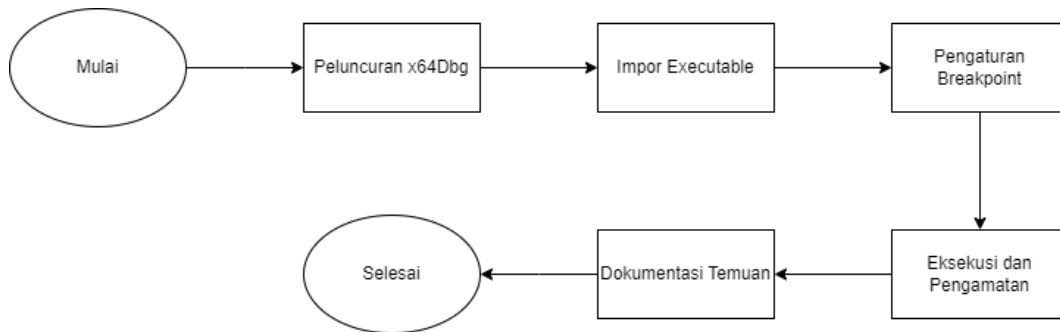 Mulai
Peluncuran x64Dbg
Impor Executable
Pengaturan
Breakpoint
Eksekusi dan
Pengamatan
Dokumentasi Temuan
Selesai